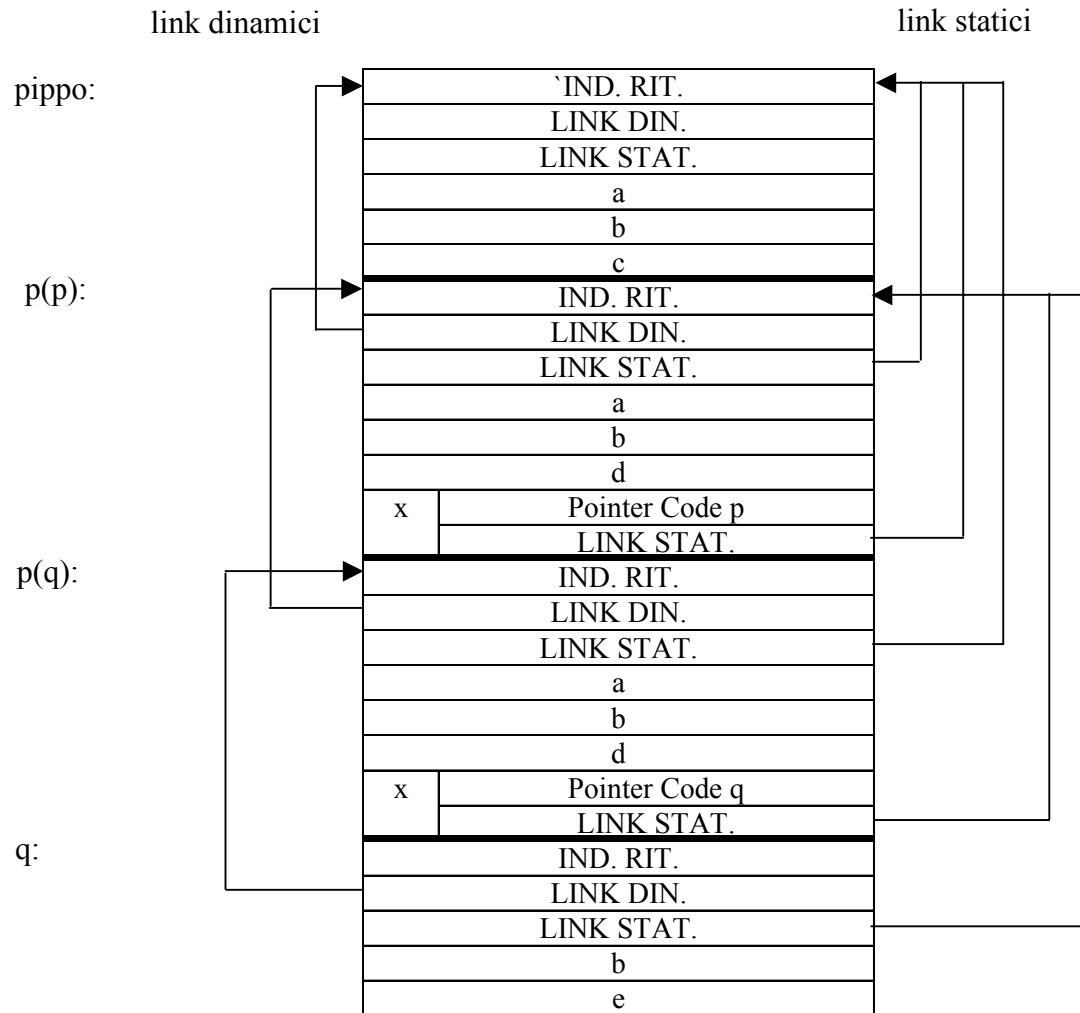 link dinamici
link statici
pippo:
`IND. RIT.
LINK DIN.
LINK STAT.
a
b
c
p(p):
IND. RIT.
LINK DIN.
LINK STAT.
a
b
d
x
Pointer Code p
LINK STAT.
p(q):
IND. RIT.
LINK DIN.
LINK STAT.
a
b
d
x
Pointer Code q
LINK STAT.
q:
IND. RIT.
LINK DIN.
LINK STAT.
b
e